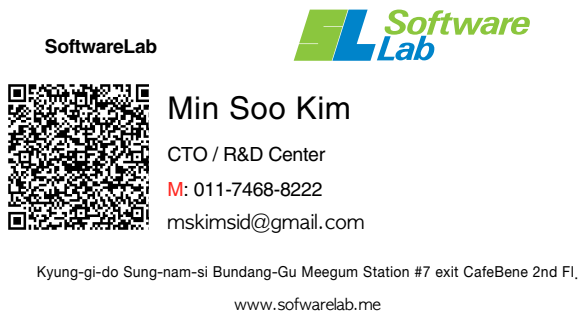 SoftwareLab
SL Software
Lab
Min Soo Kim
CTO / R&D Center
M: 011-7468-8222
mskimsid@gmail.com
Kyung-gi-do Sung-nam-si Bundang-Gu Meegum Station #7 exit CafeBene 2nd Fl.
www.sofwarelab.me